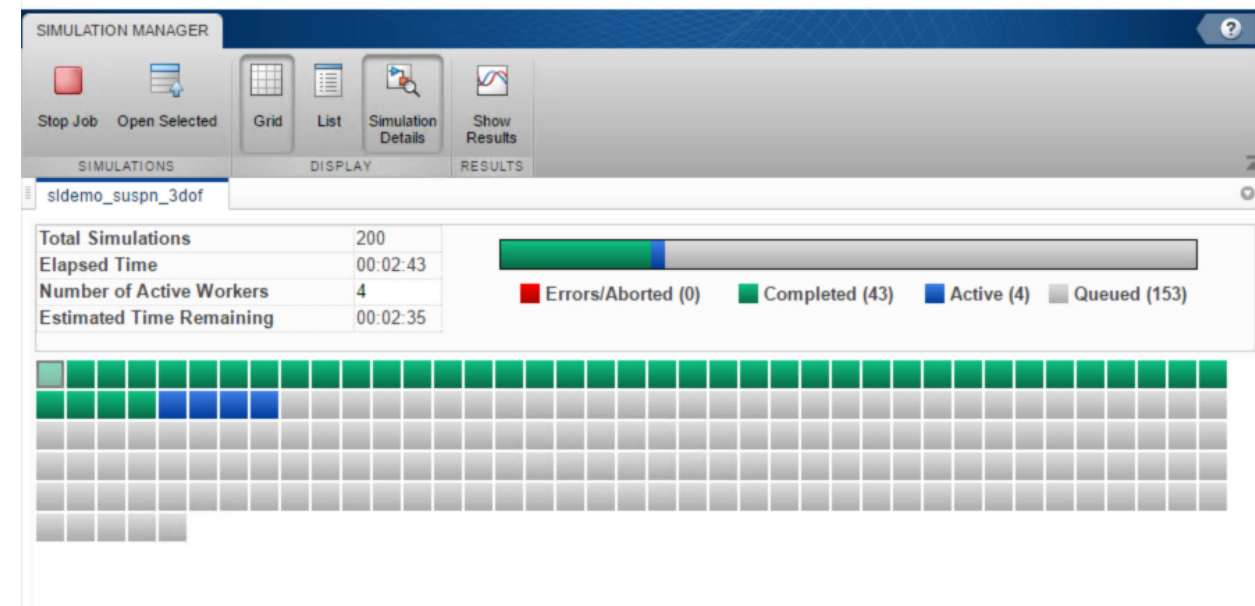 SIMULATION MANAGER
?
Stop Job Open Selected Grid List Simulation Details Show Results
SIMULATIONS DISPLAY RESULTS
sldemo_suspn_3dof
Total Simulations 200
Elapsed Time 00:02:43
Number of Active Workers 4
Estimated Time Remaining 00:02:35
Errors/Aborted (0) Completed (43) Active (4) Queued (153)